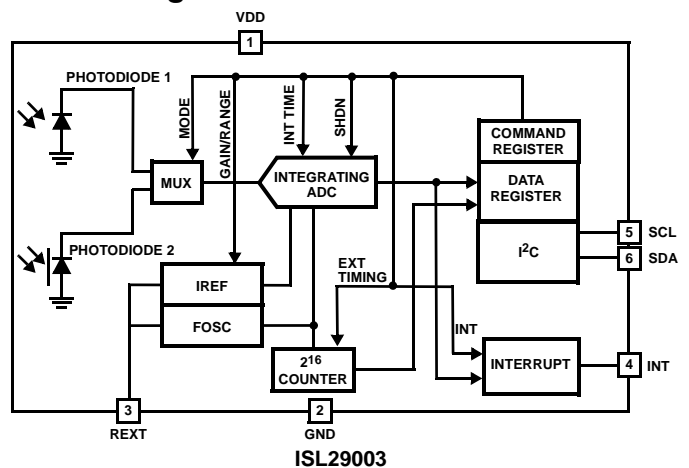 VDD
1
PHOTODIODE 1
MODE
GAIN/RANGE
INT TIME
SHDN
COMMAND
REGISTER
MUX
INTEGRATING
ADC
DATA
REGISTER
PHOTODIODE 2
EXT
TIMING
I2C
5
SCL
6
SDA
IREF
FOSC
INT
216
COUNTER
INTERRUPT
4
INT
3
REXT
2
GND
ISL29003